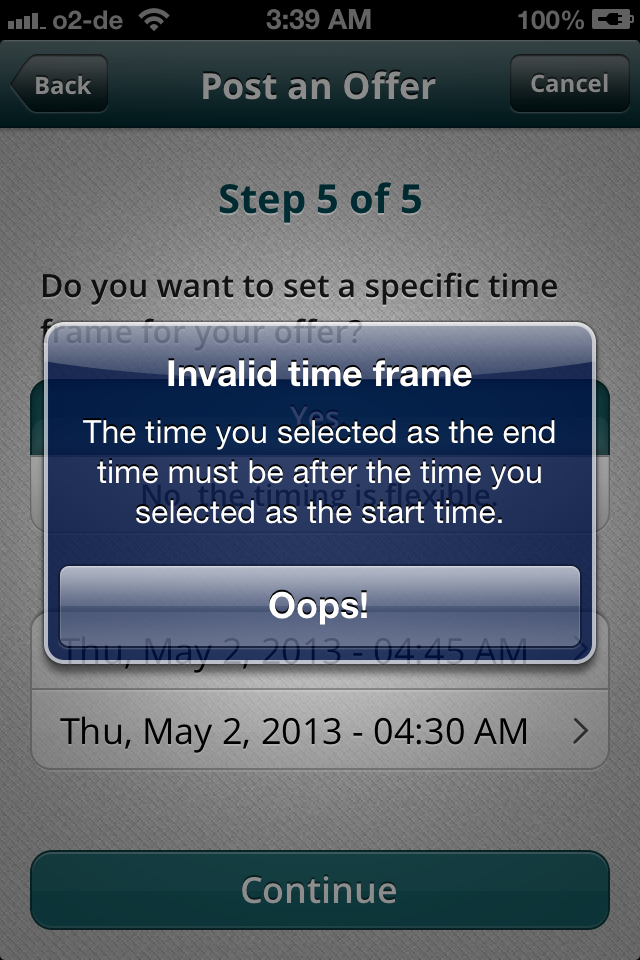 o2-de 3:39 AM 100%
Back Post an Offer Cancel
Step 5 of 5
Do you want to set a specific time
frame for your offer?
Invalid time frame
Yes
The time you selected as the end
time must be after the time you
No, the timing is flexible.
selected as the start time.
Oops!
Thu, May 2, 2013 - 04:45 AM
Thu, May 2, 2013 - 04:30 AM
Continue